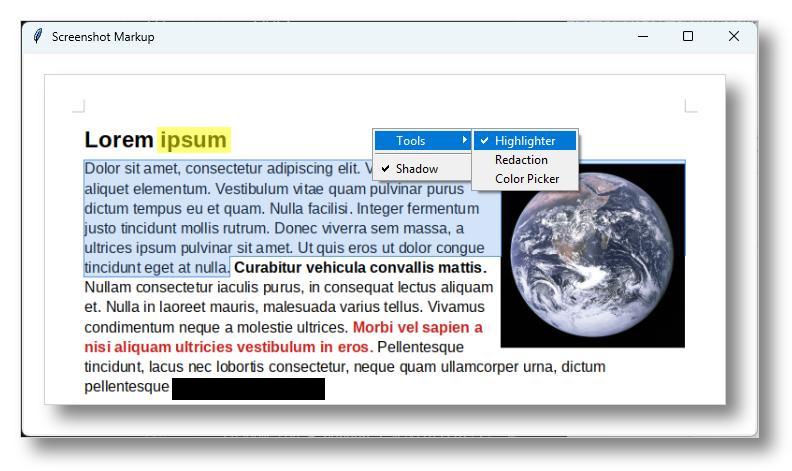 Screenshot Markup
Lorem ipsum
Tools
Highlighter
Redaction
Color Picker
Shadow
Dolor sit amet, consectetur adipiscing elit.
aliquet elementum. Vestibulum vitae quam pulvinar purus
dictum tempus eu et quam. Nulla facilisi. Integer fermentum
justo tincidunt mollis rutrum. Donec viverra sem massa, a
ultrices ipsum pulvinar sit amet. Ut quis eros ut dolor congue
tincidunt eget at nulla. Curabitur vehicula convallis mattis.
Nullam consectetur iaculis purus, in consequat lectus aliquam
et. Nulla in laoreet mauris, malesuada varius tellus. Vivamus
condimentum neque a molestie ultrices. Morbi vel sapien a
nisi aliquam ultricies vestibulum in eros. Pellentesque
tincidunt, lacus nec lobortis consectetur, neque quam ullamcorper urna, dictum
pellentesque